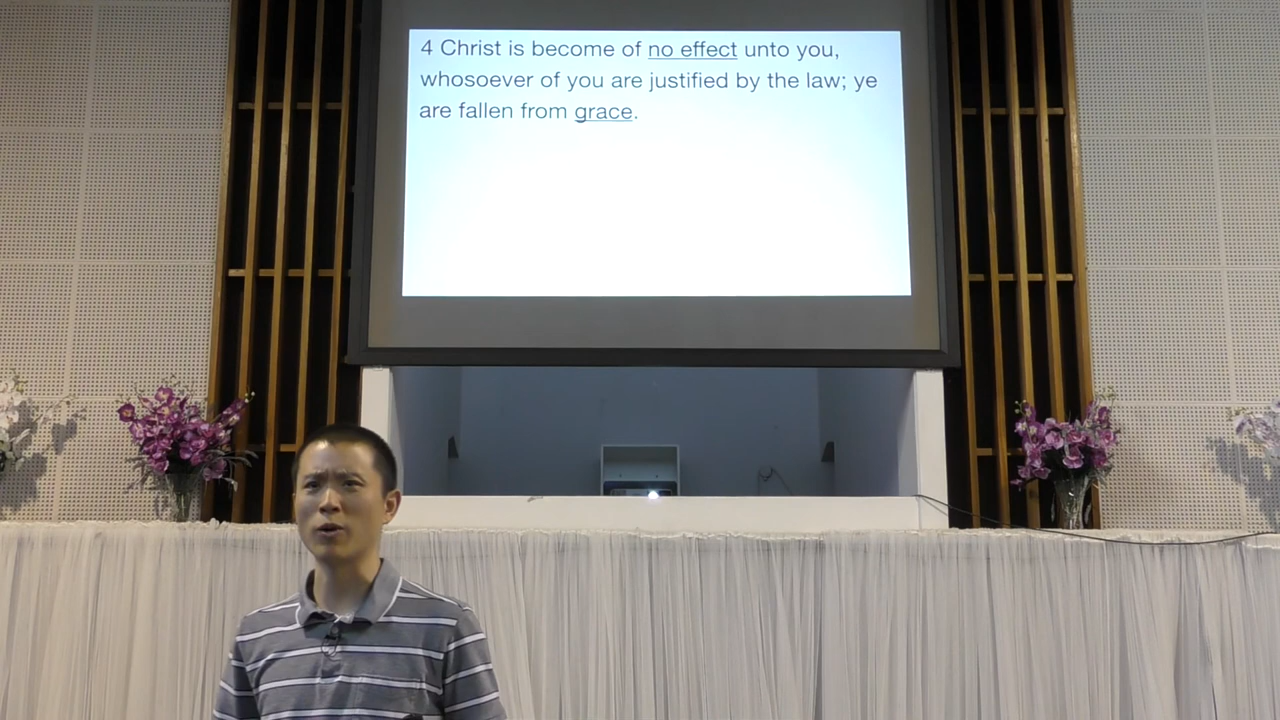 4 Christ is become of no effect unto you,
whosoever of you are justified by the law; ye
are fallen from grace.